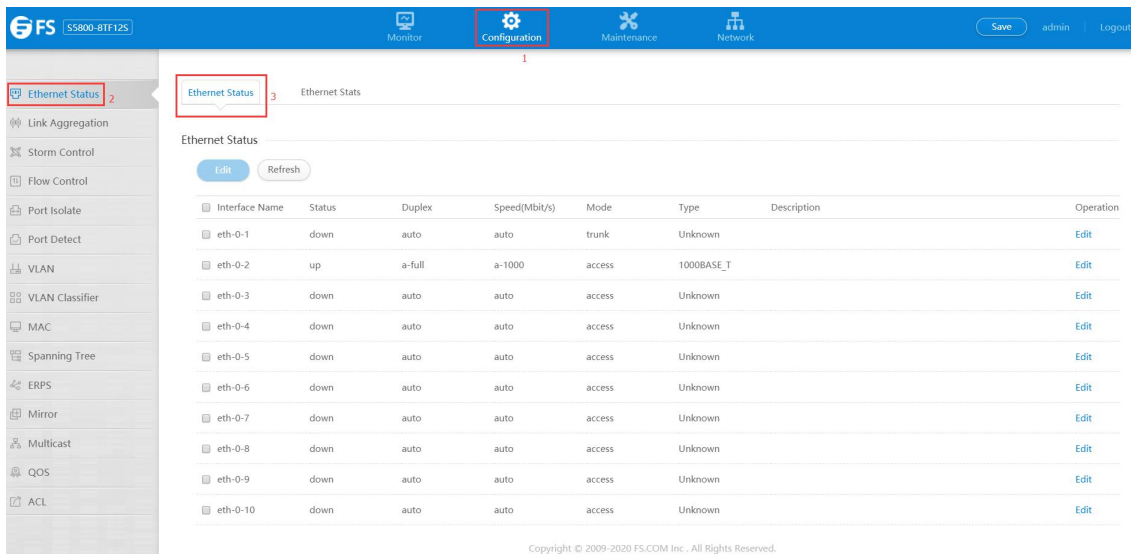 FS S5800-8TF12S Monitor Configuration Maintenance Network Save admin Logout
1
Ethernet Status 2
Link Aggregation
Storm Control
Flow Control
Port Isolate
Port Detect
VLAN
VLAN Classifier
MAC
Spanning Tree
ERPS
Mirror
Multicast
QOS
ACL
Ethernet Status 3 Ethernet Stats
Ethernet Status
Edit Refresh
Interface Name Status Duplex Speed(Mbit/s) Mode Type Description Operation
eth-0-1 down auto auto trunk Unknown Edit
eth-0-2 up a-full a-1000 access 1000BASE_T Edit
eth-0-3 down auto auto access Unknown Edit
eth-0-4 down auto auto access Unknown Edit
eth-0-5 down auto auto access Unknown Edit
eth-0-6 down auto auto access Unknown Edit
eth-0-7 down auto auto access Unknown Edit
eth-0-8 down auto auto access Unknown Edit
eth-0-9 down auto auto access Unknown Edit
eth-0-10 down auto auto access Unknown Edit
Copyright © 2009-2020 FS.COM Inc . All Rights Reserved.